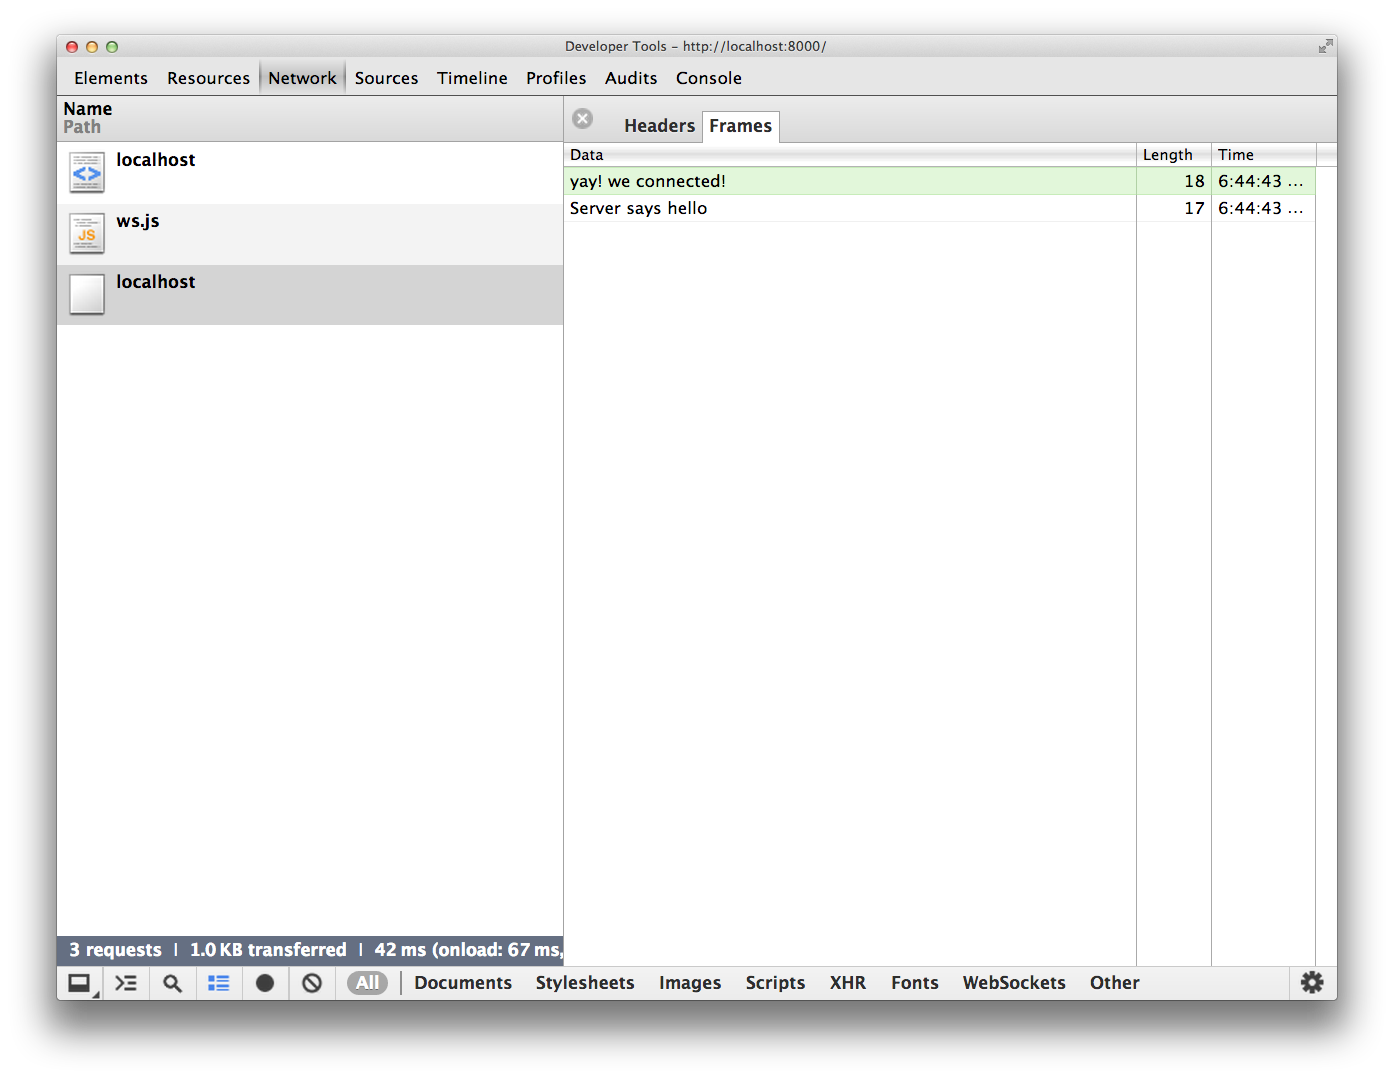 Developer Tools - http://localhost:8000/
Elements Resources Network Sources Timeline Profiles Audits Console
Name
Path
Headers Frames
Data Length Time
localhost
JS
ws.js
localhost
yay! we connected! 18 6:44:43 ...
Server says hello 17 6:44:43 ...
3 requests | 1.0 KB transferred | 42 ms (onload: 67 ms,
All | Documents Stylesheets Images Scripts XHR Fonts WebSockets Other